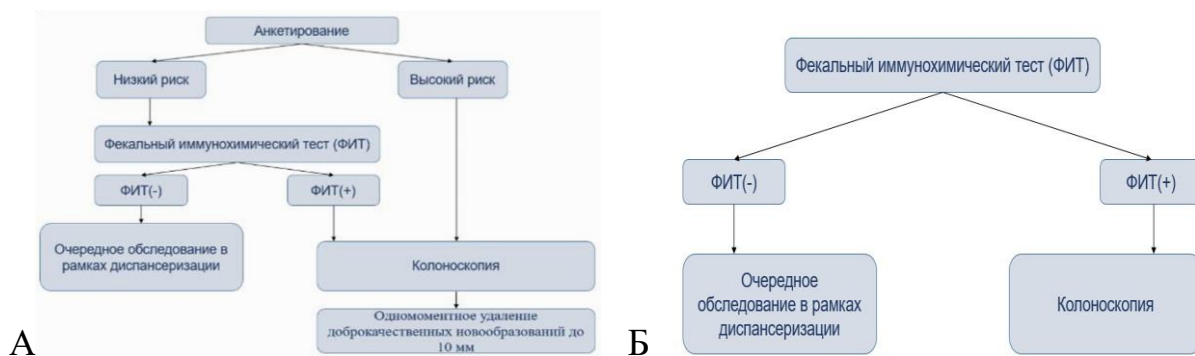 Анкетирование
Низкий риск
Высокий риск
Фекальный иммунохимический тест (ФИТ)
ФИТ(-)
ФИТ(+)
Очередное обследование в
рамках диспансеризации
Колоноскопия
Одномоментное удаление
доброкачественных новообразований до
10 мм
А
Фекальный иммунохимический тест (ФИТ)
ФИТ(-)
ФИТ(+)
Очередное
обследование в рамках
диспансеризации
Колоноскопия
Б